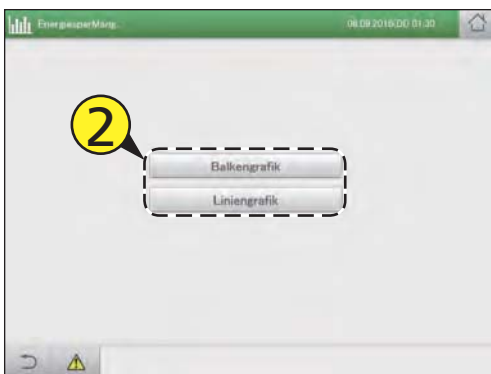 EnergiesparMang.
08.09.2016(DO) 01:30
2
Balkengrafik
Liniengrafik